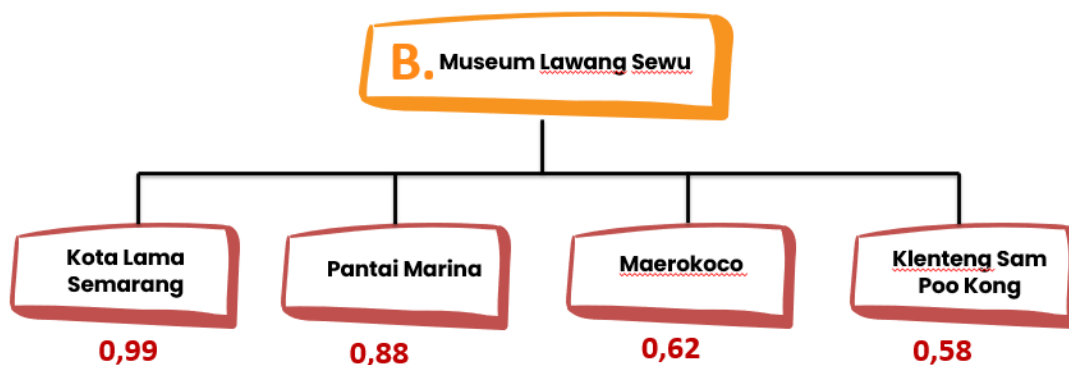 B. Museum Lawang Sewu
Kota Lama
Semarang
Pantai Marina
Maerokoco
Klenteng Sam
Poo Kong
0,99
0,88
0,62
0,58